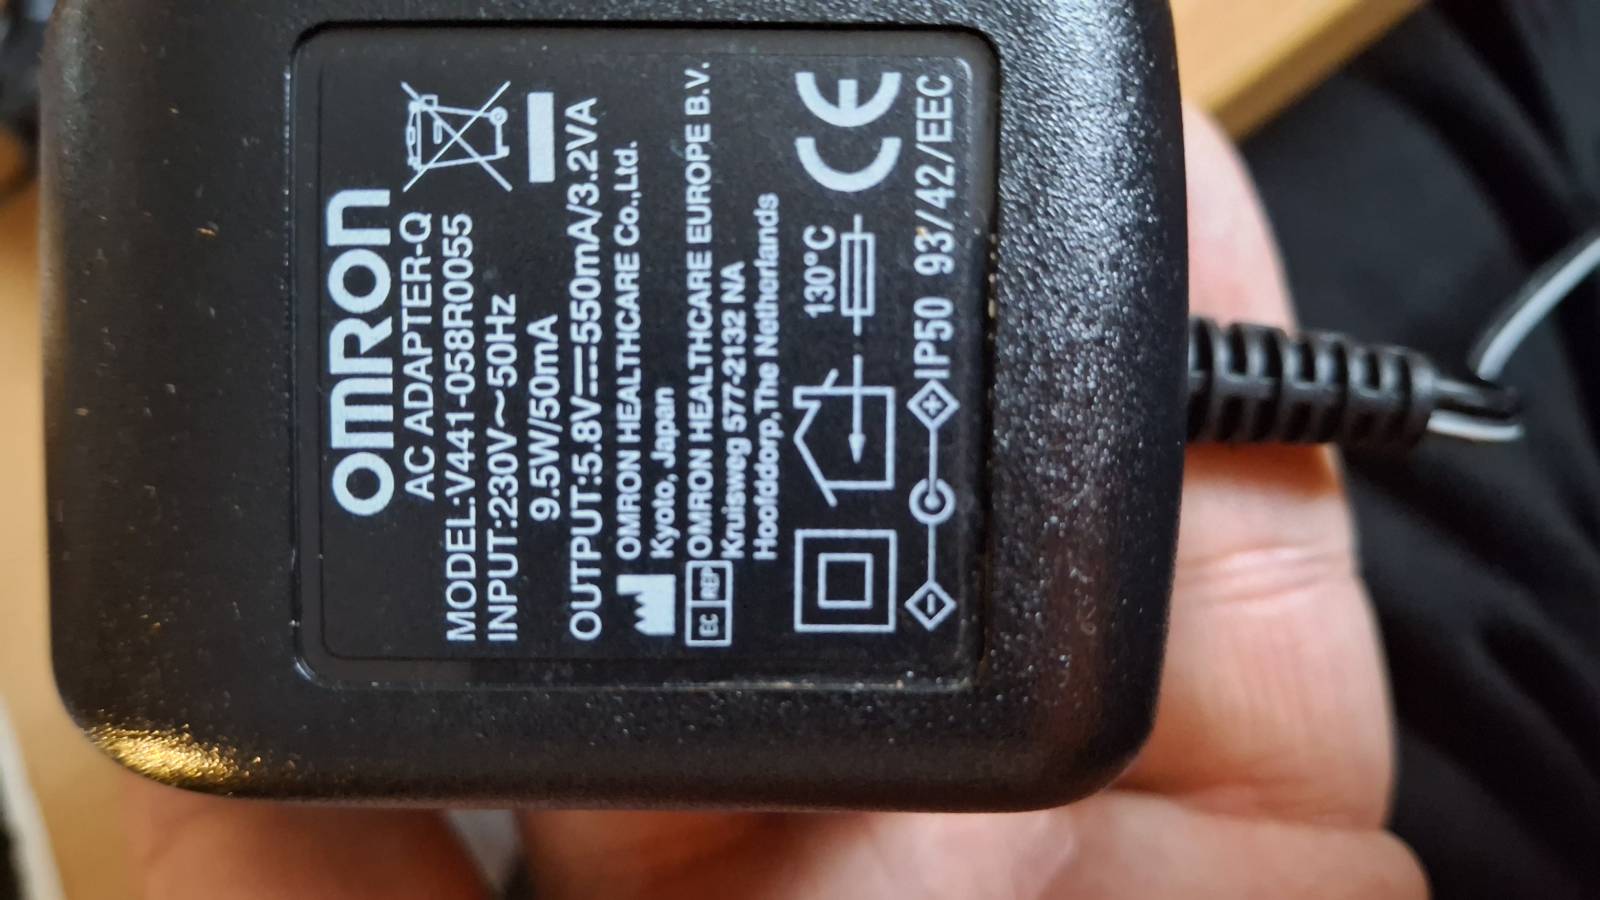 OMRON
AC ADAPTER-Q
MODEL:V441-058R0055
INPUT:230V~50Hz
9.5W/50mA
OUTPUT:5.8V⎓550mA/3.2VA
OMRON HEALTHCARE Co.,Ltd.
Kyoto, Japan
EC REP OMRON HEALTHCARE EUROPE B.V.
Kruisweg 577-2132 NA
Hoofddorp,The Netherlands
130°C
CE
IP50 93/42/EEC